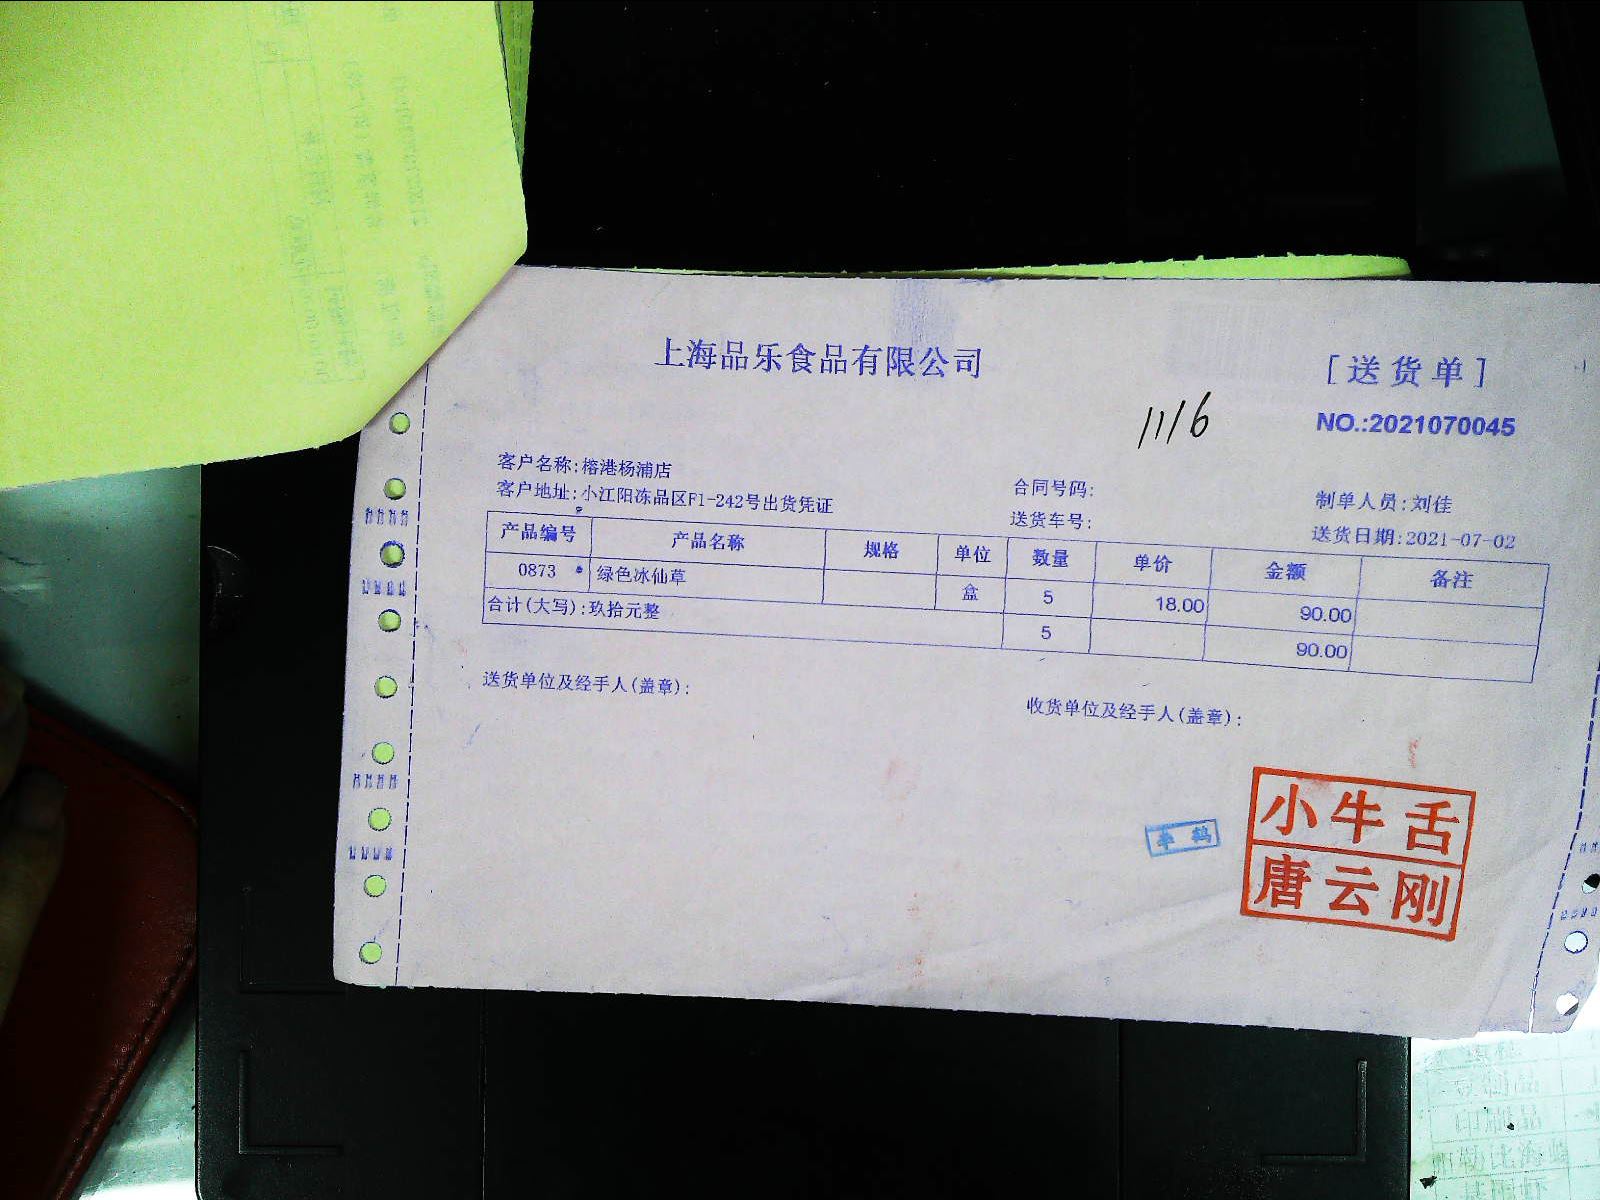 上海品乐食品有限公司
[送货单]
11/6
NO.:2021070045
客户名称:榕港杨浦店
客户地址:小江阳冻品区F1-242号出货凭证
合同号码:
送货车号:
制单人员:刘佳
送货日期:2021-07-02
产品编号 产品名称 规格 单位 数量 单价 金额 备注
0873 绿色冰仙草 盒 5 18.00 90.00
合计(大写):玖拾元整 5 90.00
送货单位及经手人(盖章):
收货单位及经手人(盖章):
小牛舌
唐云刚
印刷品